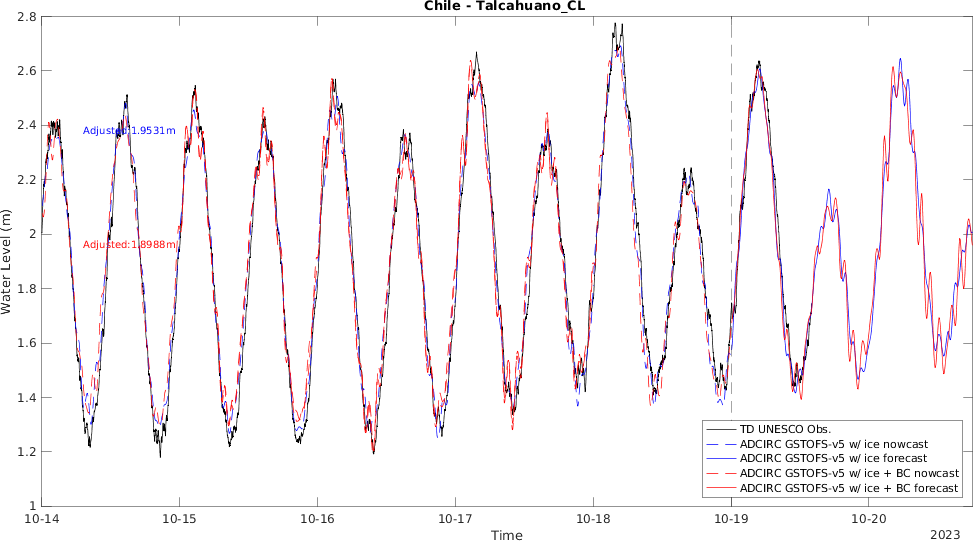 Chile - Talcahuano_CL
2.8
2.6
2.4
2.2
2
1.8
1.6
1.4
1.2
1
Water Level (m)
Adjusted:1.9531m
Adjusted:1.8988m
TD UNESCO Obs.
ADCIRC GSTOFS-v5 w/ ice nowcast
ADCIRC GSTOFS-v5 w/ ice forecast
ADCIRC GSTOFS-v5 w/ ice + BC nowcast
ADCIRC GSTOFS-v5 w/ ice + BC forecast
10-14 10-15 10-16 10-17 10-18 10-19 10-20
Time
2023